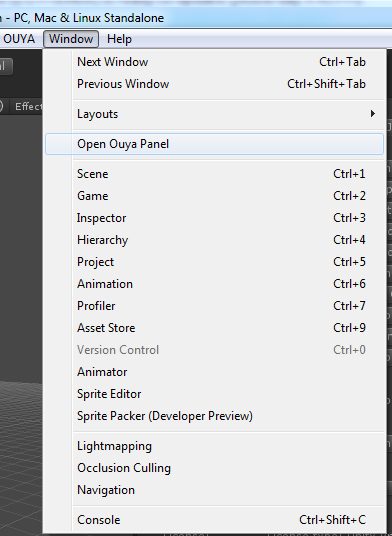 - PC, Mac & Linux Standalone
OUYA Window Help
Effect
Next Window Ctrl+Tab
Previous Window Ctrl+Shift+Tab
Layouts
Open Ouya Panel
Scene Ctrl+1
Game Ctrl+2
Inspector Ctrl+3
Hierarchy Ctrl+4
Project Ctrl+5
Animation Ctrl+6
Profiler Ctrl+7
Asset Store Ctrl+9
Version Control Ctrl+0
Animator
Sprite Editor
Sprite Packer (Developer Preview)
Lightmapping
Occlusion Culling
Navigation
Console Ctrl+Shift+C